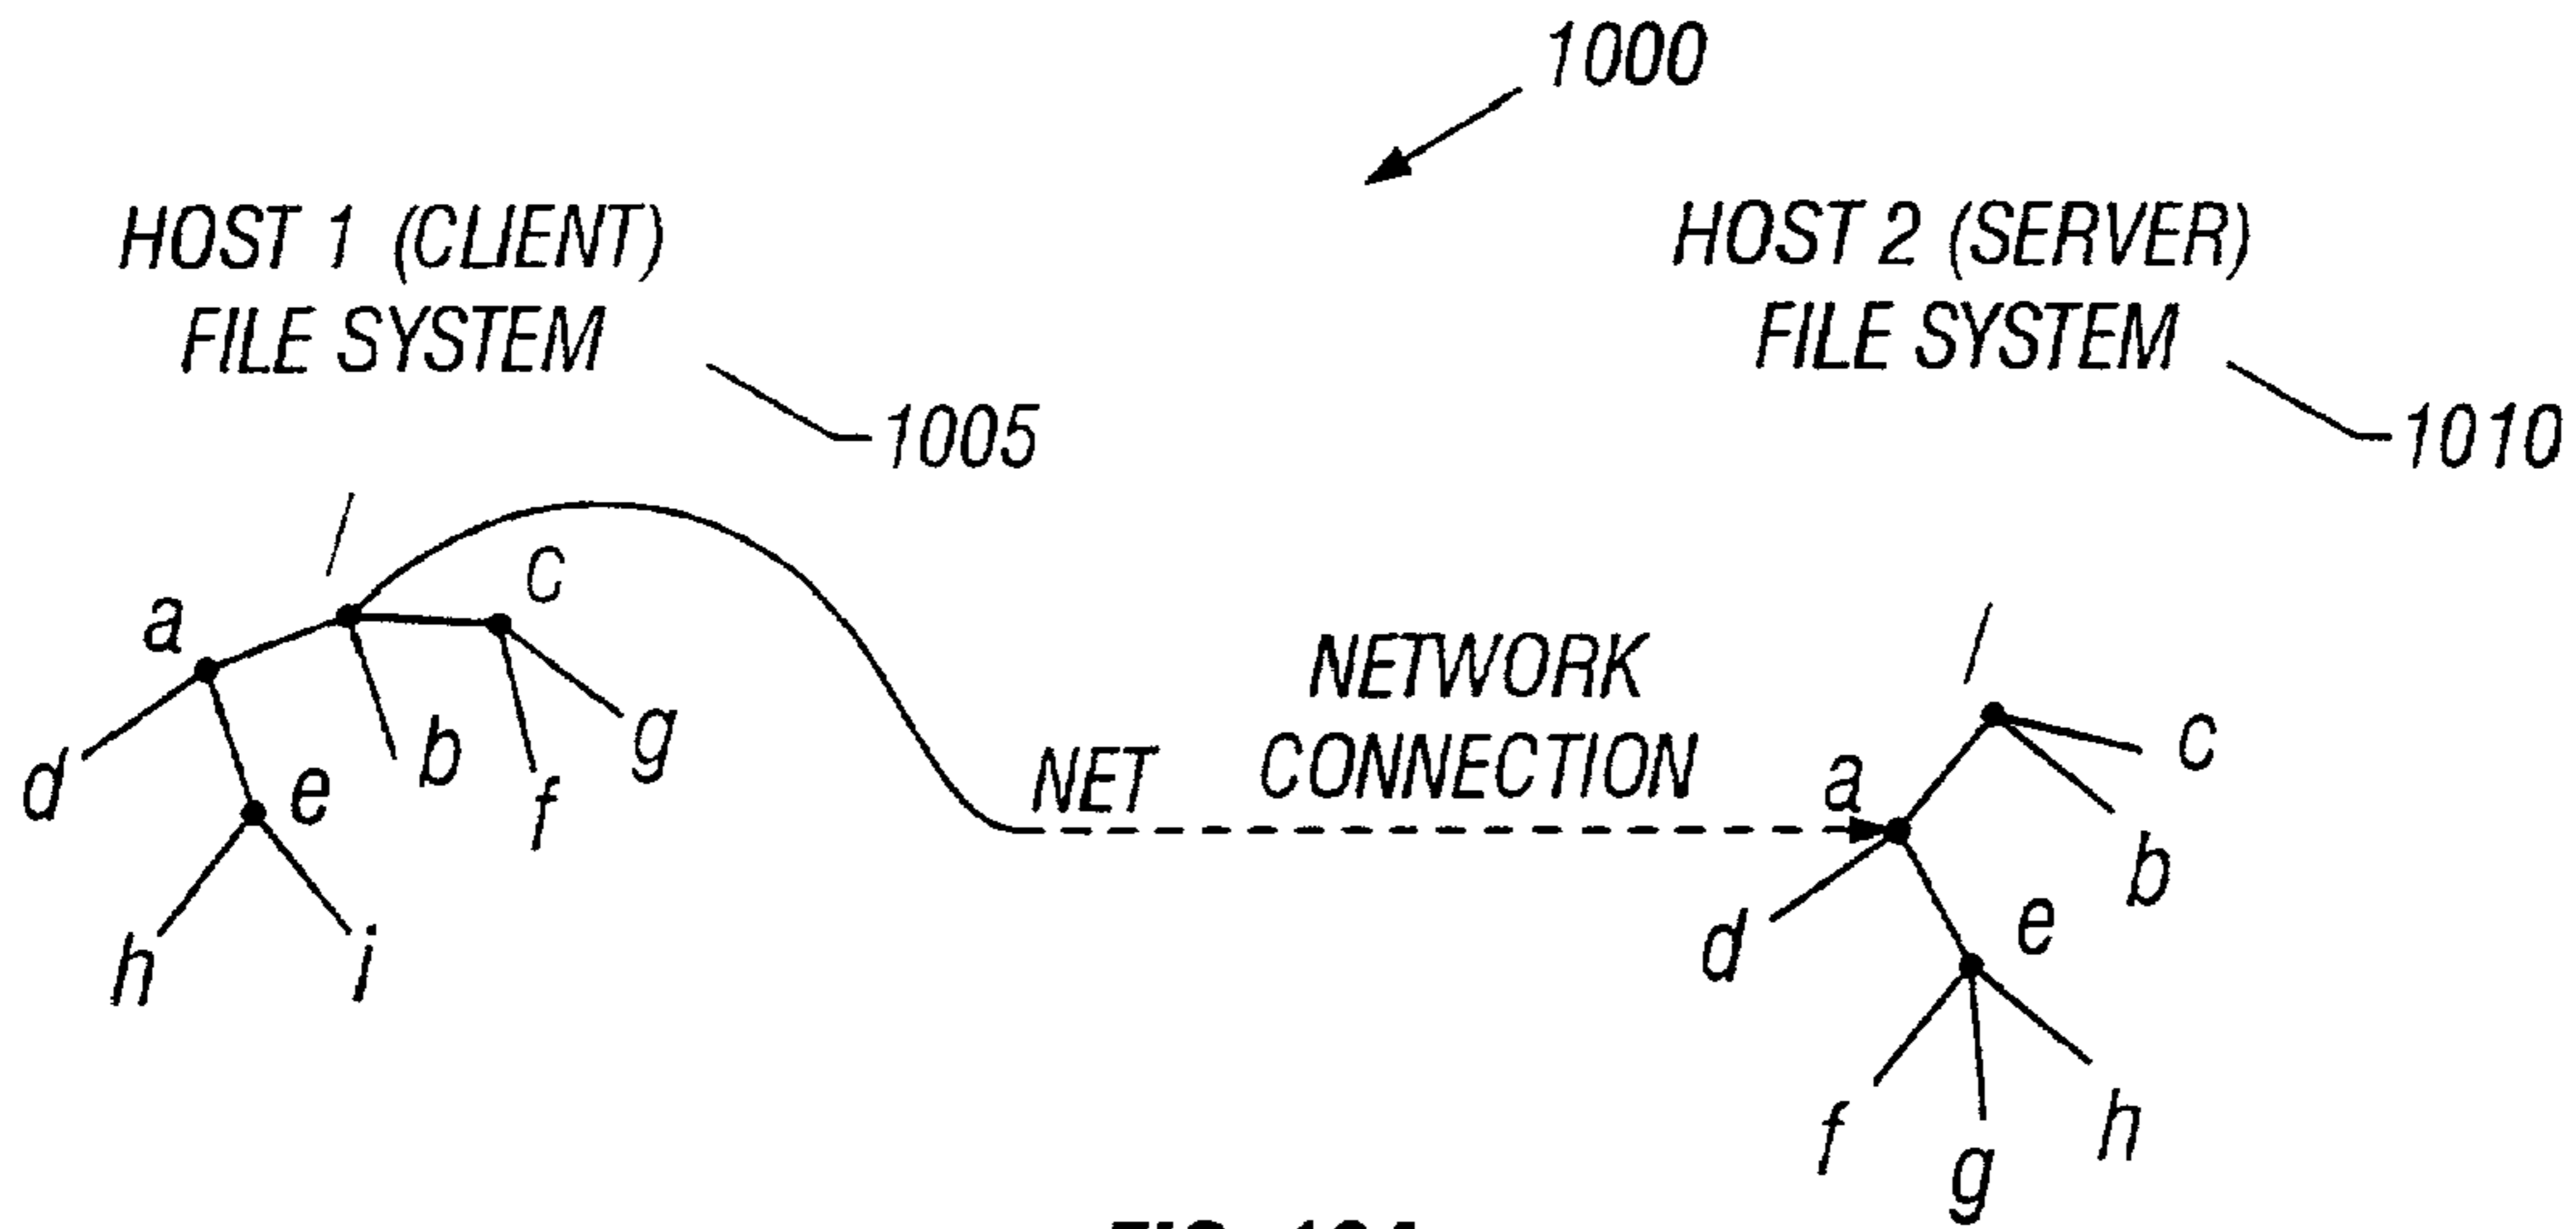 1000
HOST 1 (CLIENT)
FILE SYSTEM
1005
HOST 2 (SERVER)
FILE SYSTEM
1010
/
a
c
d
e
b
f
g
h
i
NET
NETWORK
CONNECTION
/
a
c
b
d
e
f
g
h